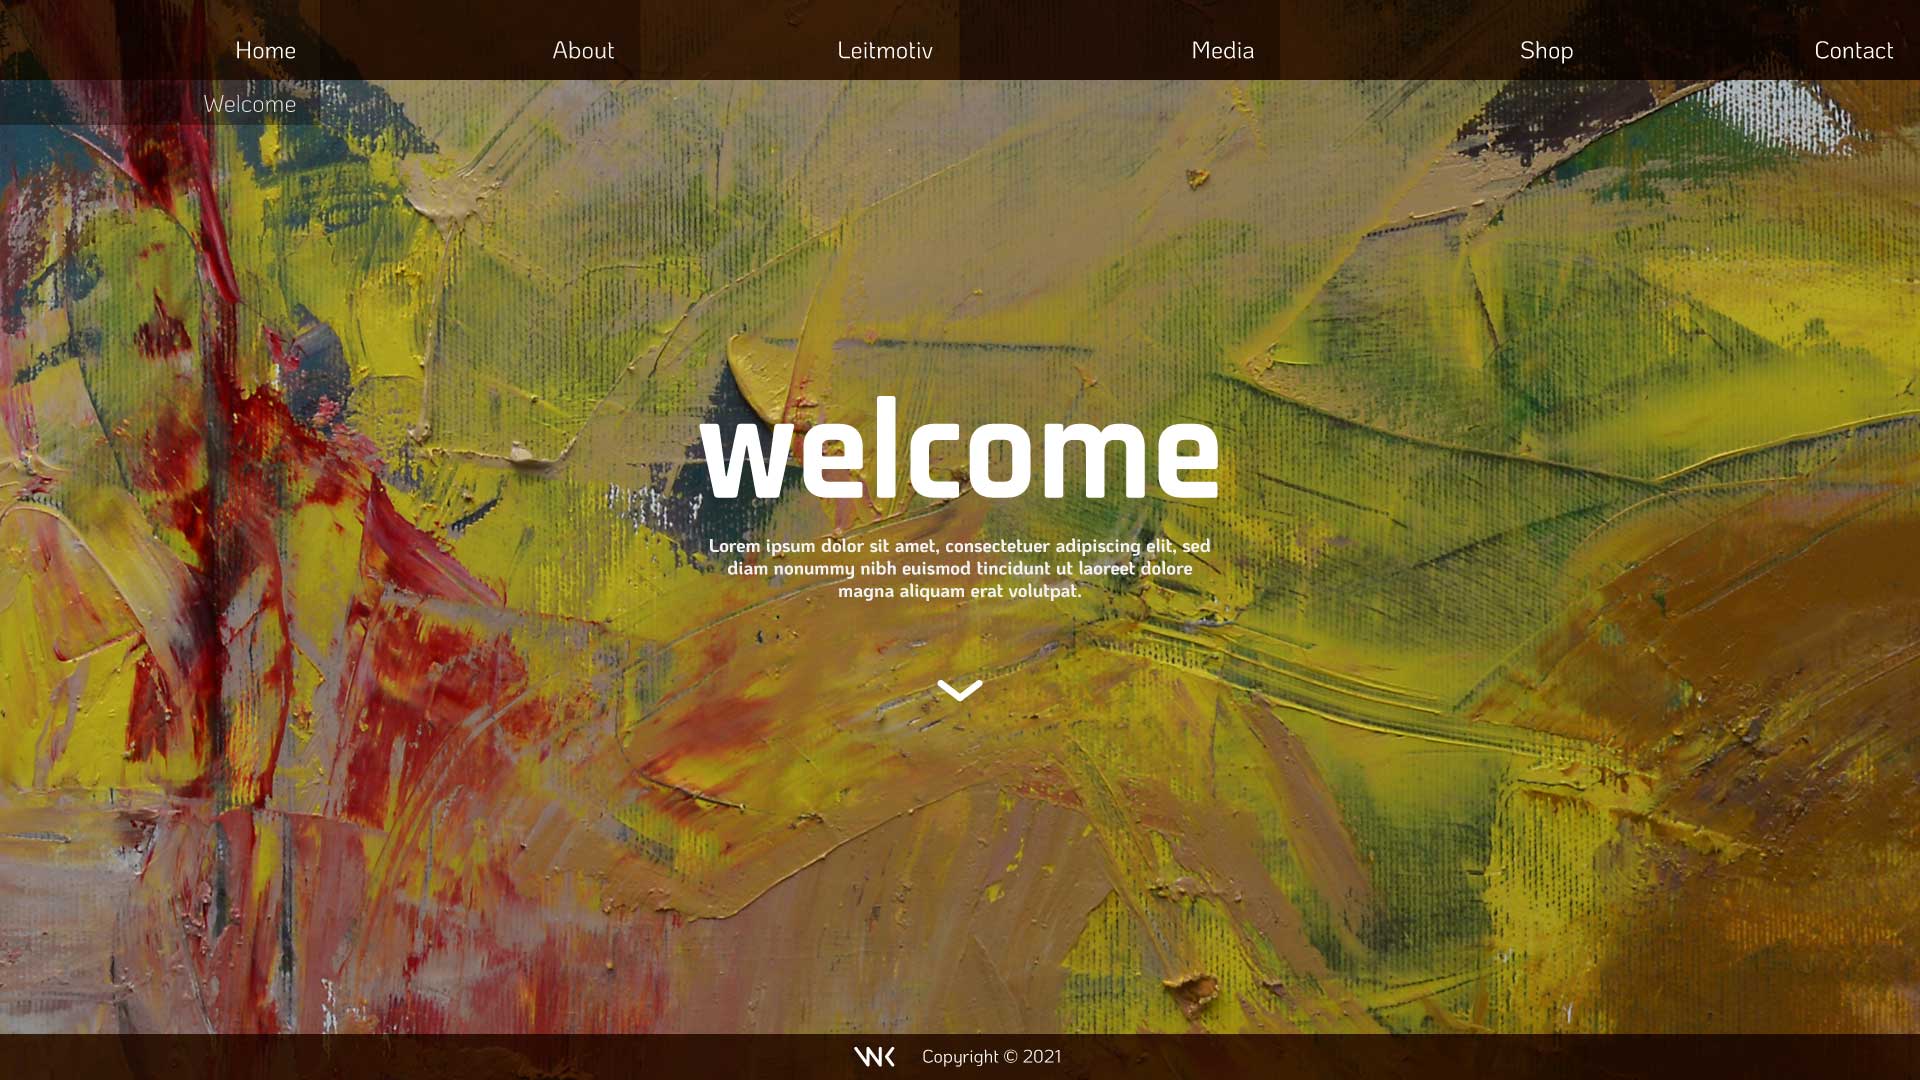 Home
About
Leitmotiv
Media
Shop
Contact
Welcome
welcome
Lorem ipsum dolor sit amet, consectetuer adipiscing elit, sed
diam nonummy nibh euismod tincidunt ut laoreet dolore
magna aliquam erat volutpat.
Copyright © 2021